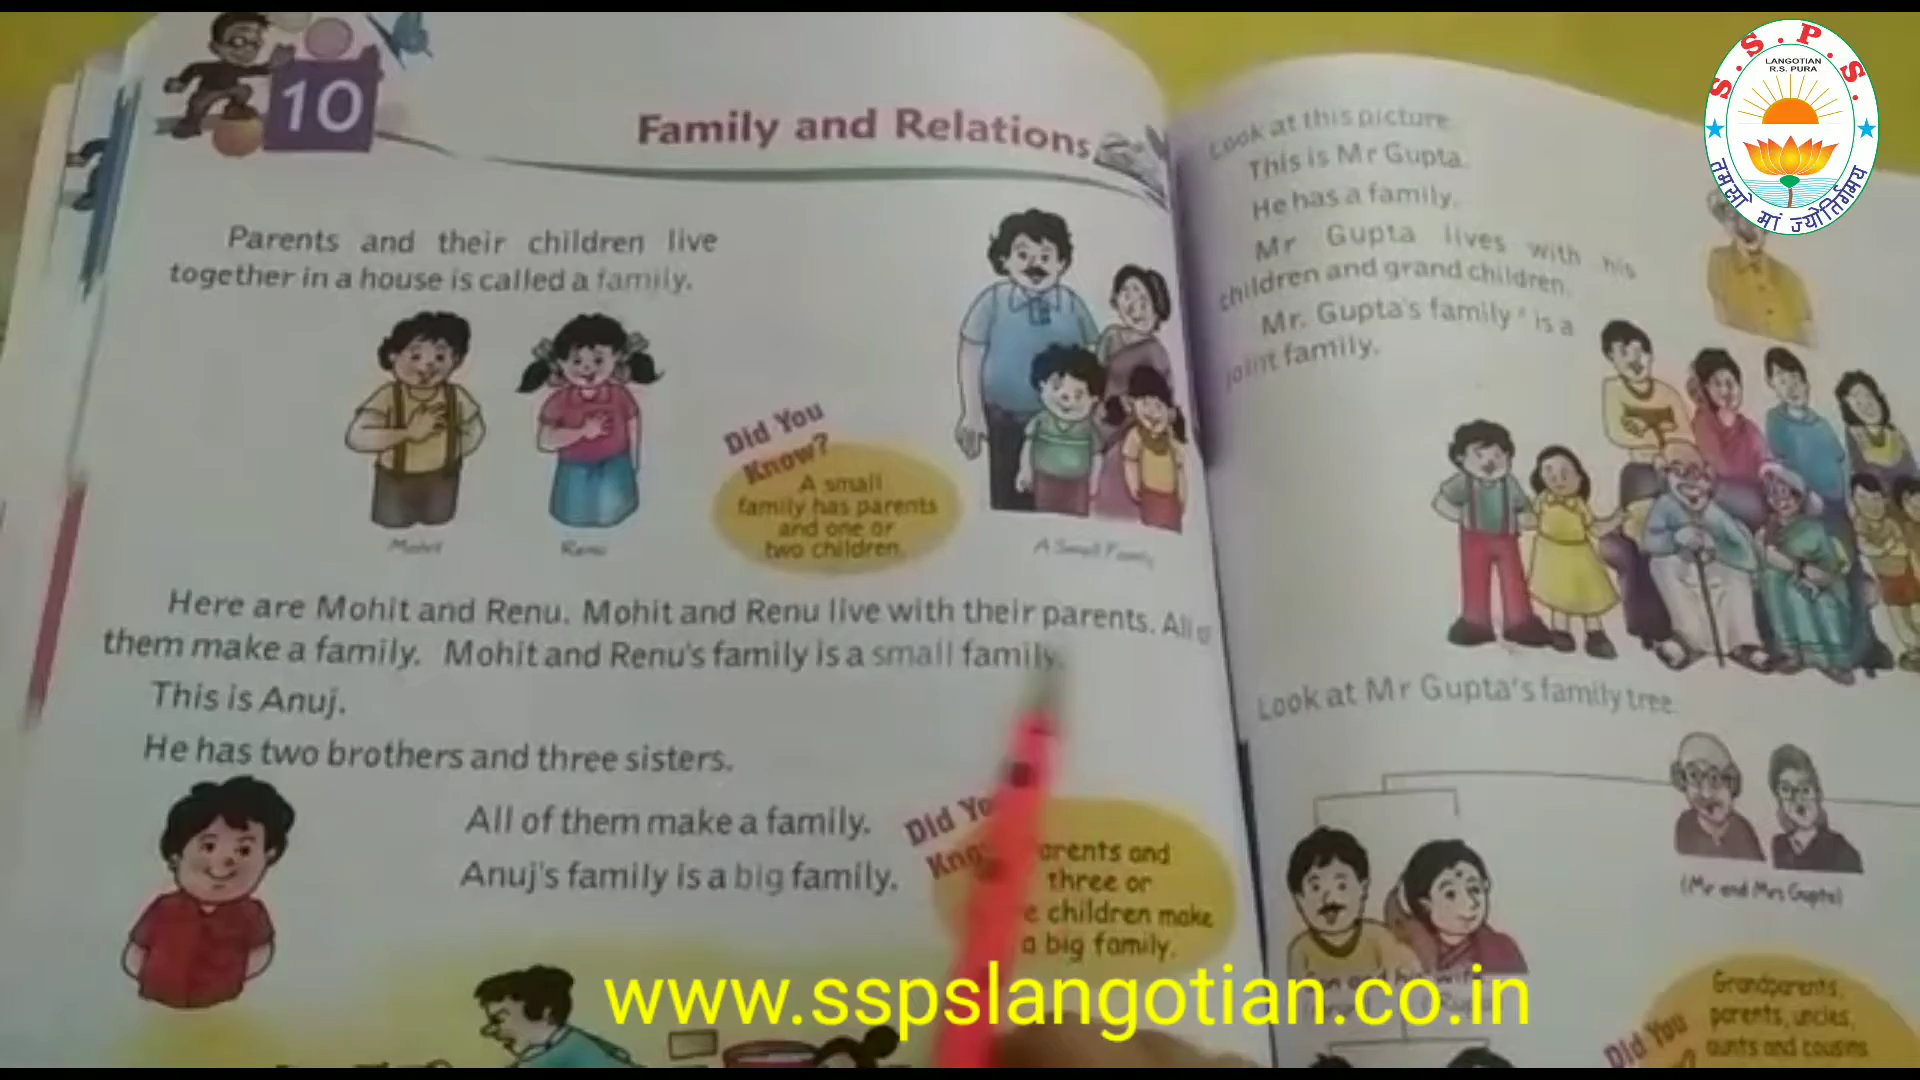 10
Family and Relations
Parents and their children live
together in a house is called a family.
Mohit
Renu
Did You
Know?
A small
family has parents
and one or
two children.
A Small Family
Here are Mohit and Renu. Mohit and Renu live with their parents. All
them make a family. Mohit and Renu's family is a small family.
This is Anuj.
He has two brothers and three sisters.
All of them make a family.
Anuj's family is a big family.
Did
arents and
three or
children make
a big family.
Look at this picture.
This is Mr Gupta.
He has a family.
Mr Gupta lives with his
children and grand children.
Mr. Gupta's family is a
joint family.
Look at Mr Gupta's family tree.
(Mr and Mrs Gupta)
Did You
Grandparents,
parents, uncles,
aunts and cousins
S.S.P.S.
LANGOTIAN
R.S. PURA
तमसो मां ज्योतिर्गमय
www.sspslangotian.co.in